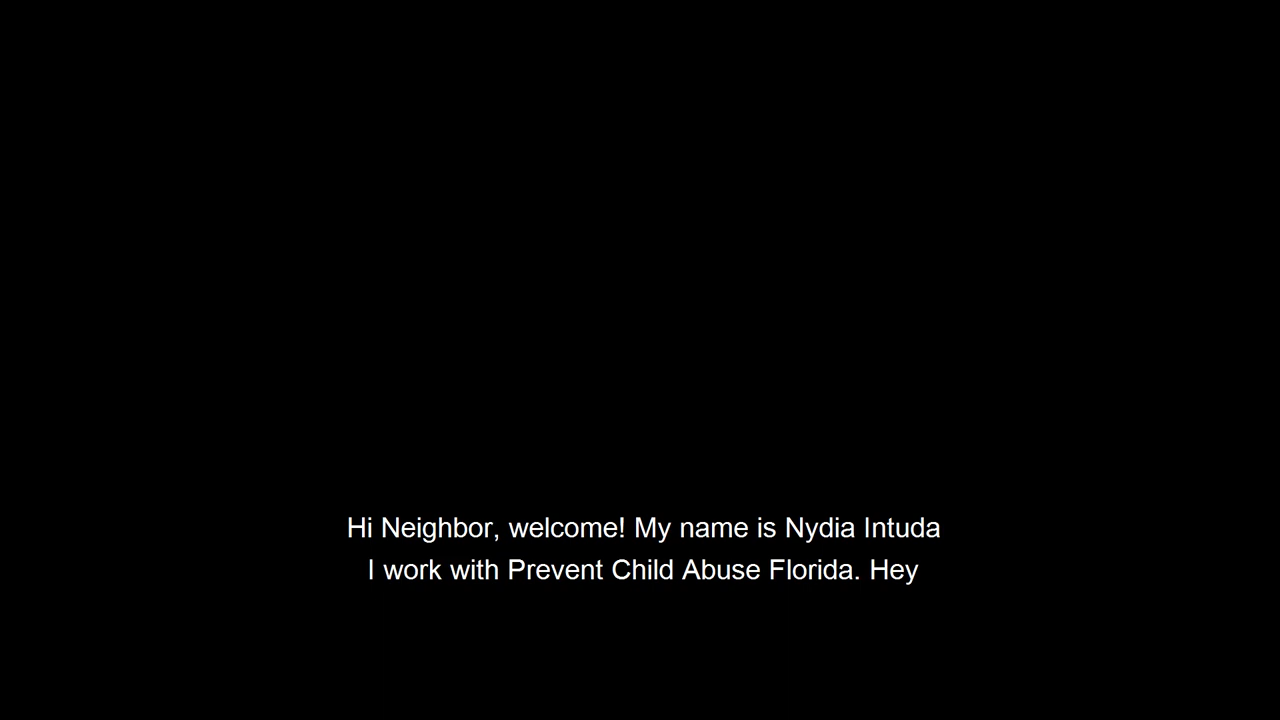 Hi Neighbor, welcome! My name is Nydia Intuda
I work with Prevent Child Abuse Florida. Hey